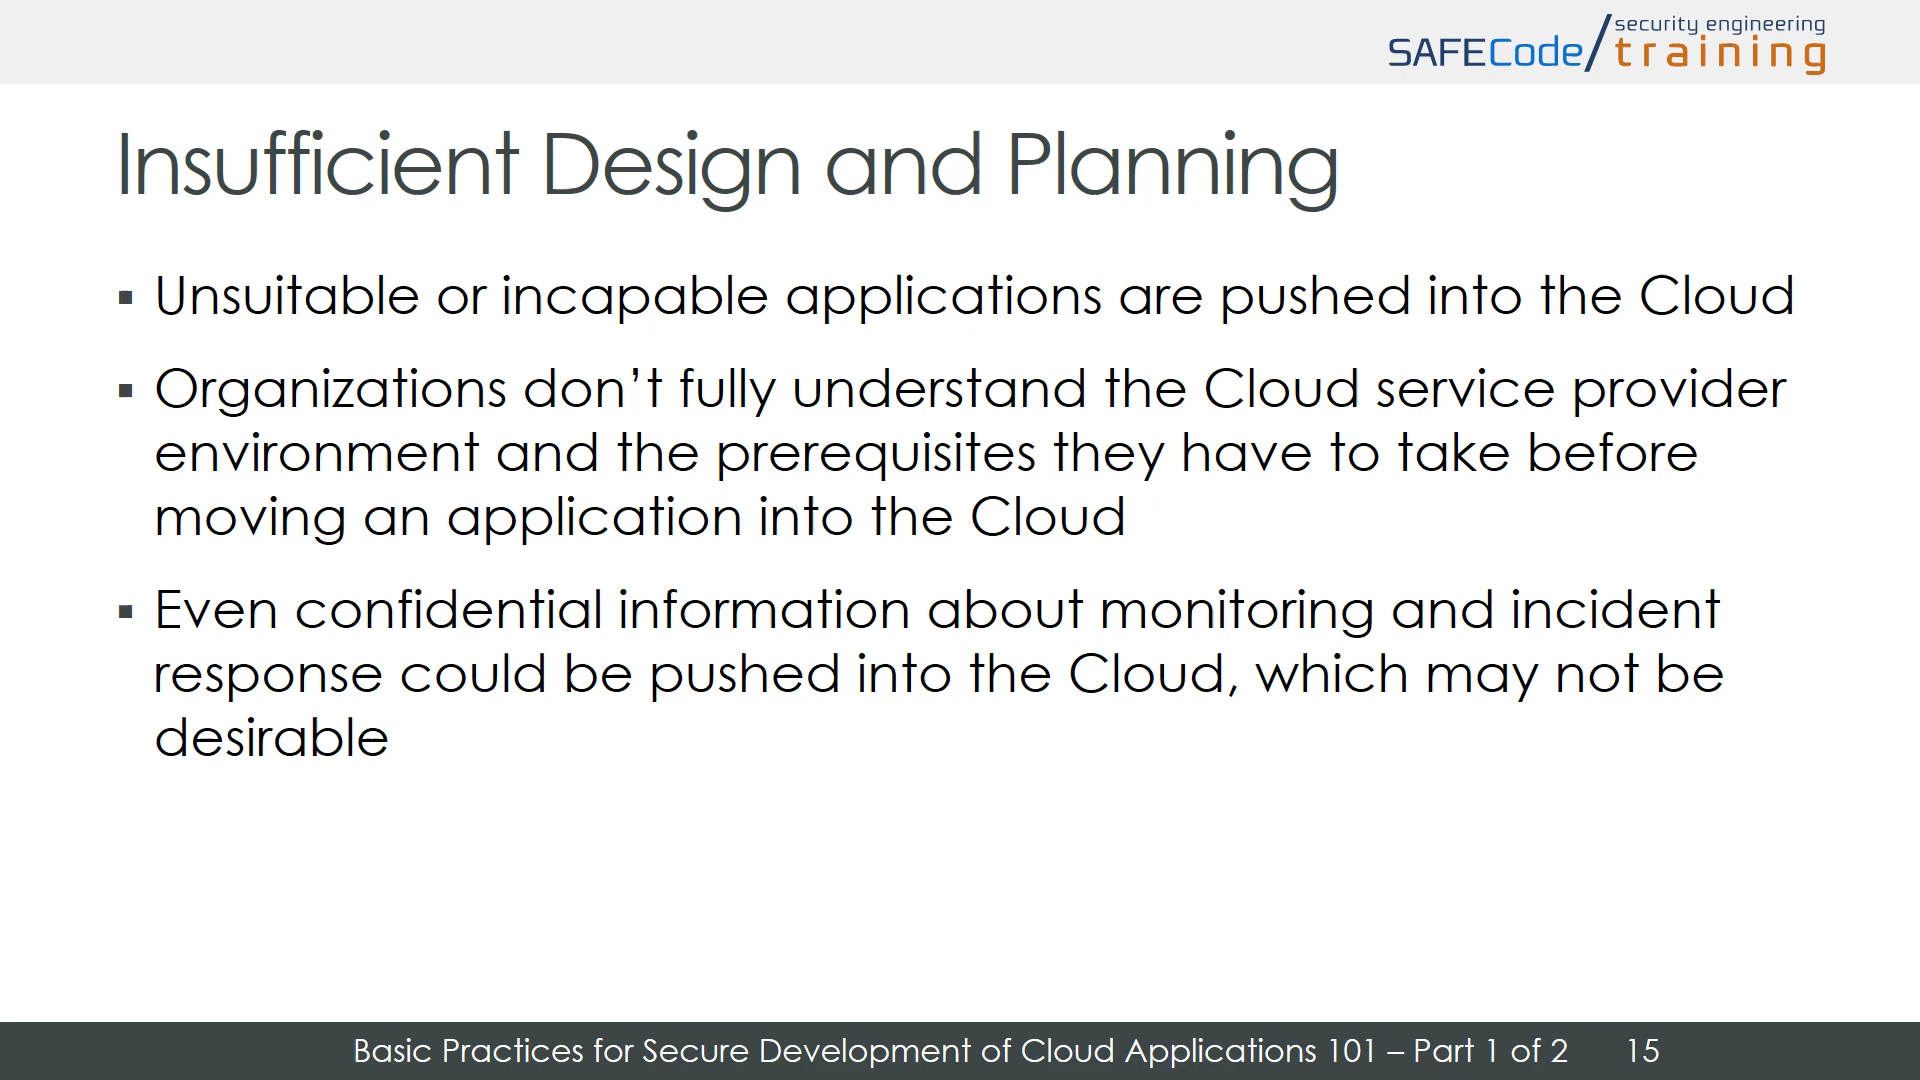 security engineering
SAFECode/training
Insufficient Design and Planning
▪ Unsuitable or incapable applications are pushed into the Cloud
▪ Organizations don’t fully understand the Cloud service provider
environment and the prerequisites they have to take before
moving an application into the Cloud
▪ Even confidential information about monitoring and incident
response could be pushed into the Cloud, which may not be
desirable
Basic Practices for Secure Development of Cloud Applications 101 – Part 1 of 2 15